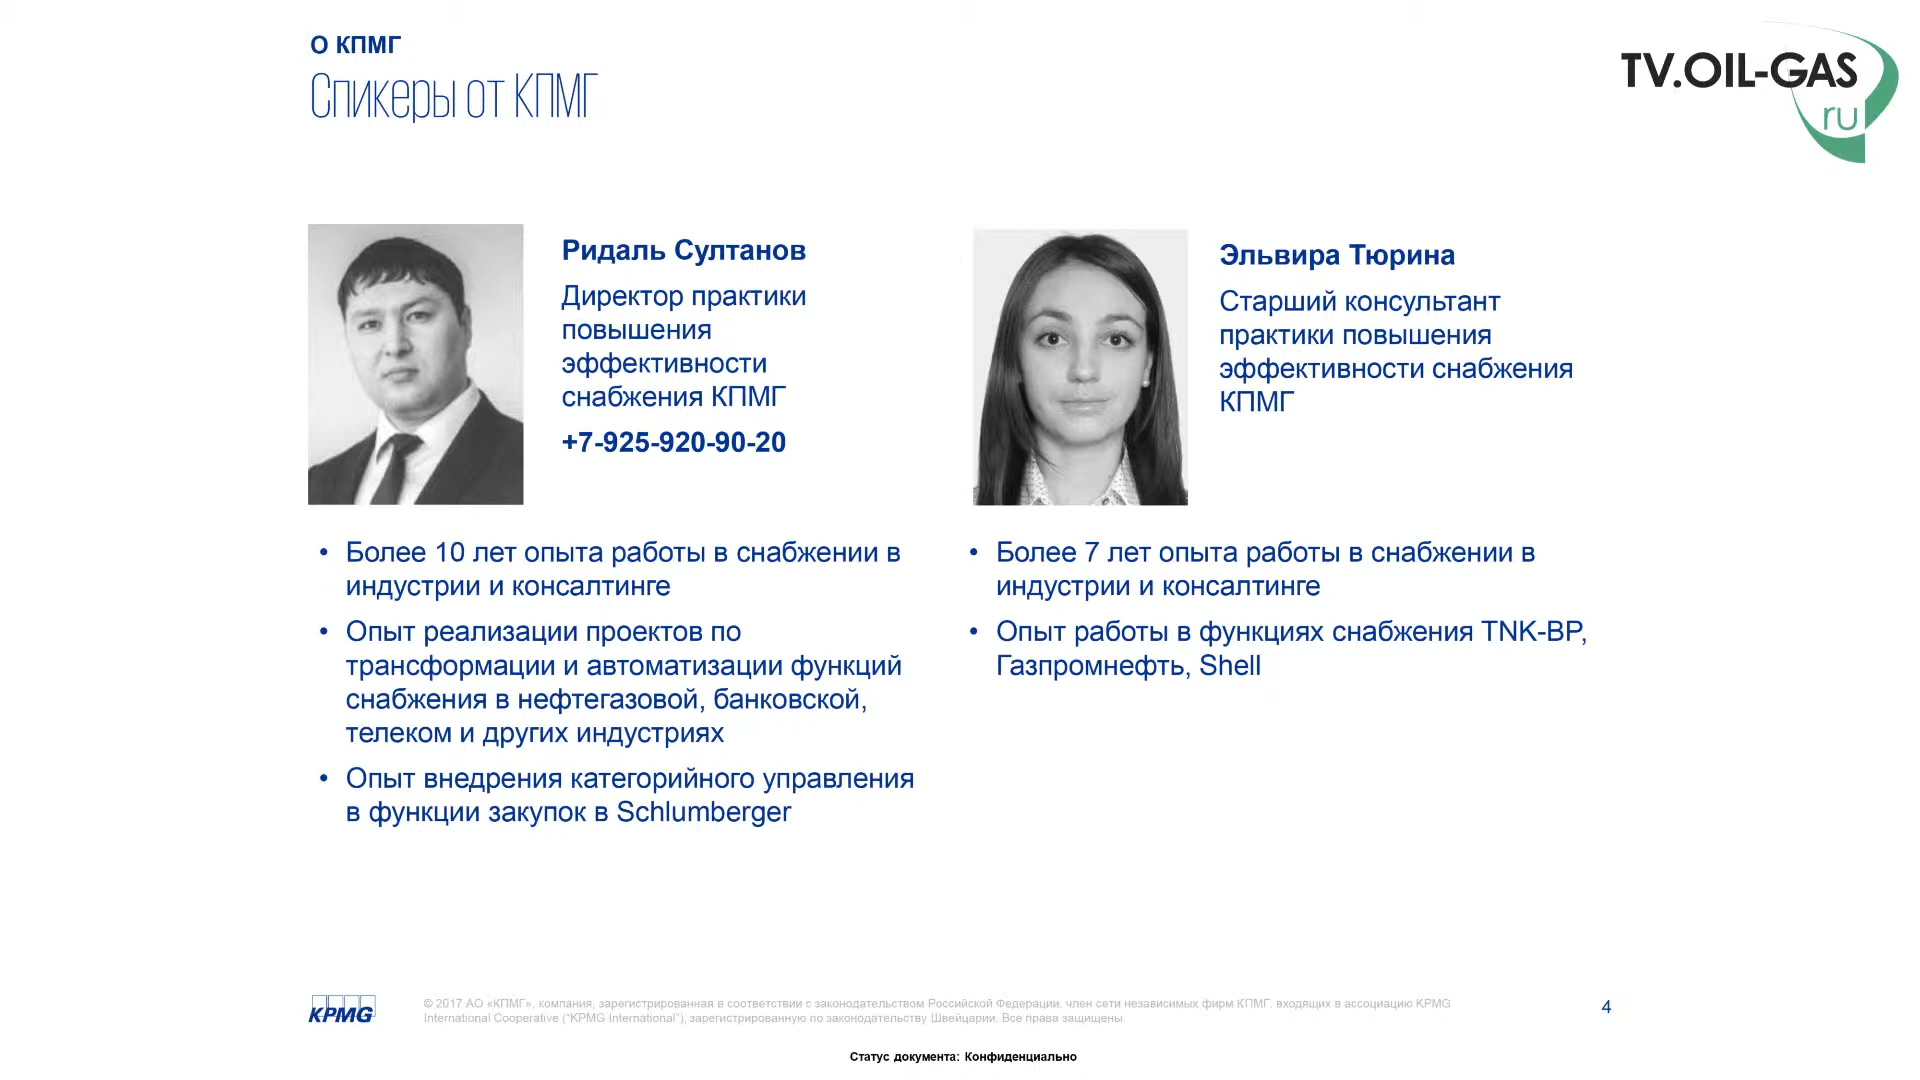 О КПМГ
Спикеры от КПМГ
TV.OIL-GAS
ru
Ридаль Султанов
Директор практики
повышения
эффективности
снабжения КПМГ
+7-925-920-90-20
Эльвира Тюрина
Старший консультант
практики повышения
эффективности снабжения
КПМГ
• Более 10 лет опыта работы в снабжении в
индустрии и консалтинге
• Опыт реализации проектов по
трансформации и автоматизации функций
снабжения в нефтегазовой, банковской,
телеком и других индустриях
• Опыт внедрения категорийного управления
в функции закупок в Schlumberger
• Более 7 лет опыта работы в снабжении в
индустрии и консалтинге
• Опыт работы в функциях снабжения TNK-BP,
Газпромнефть, Shell
KPMG
© 2017 АО «КПМГ», компания, зарегистрированная в соответствии с законодательством Российской Федерации, член сети независимых фирм КПМГ, входящих в ассоциацию KPMG
International Cooperative (“KPMG International”), зарегистрированную по законодательству Швейцарии. Все права защищены.
4
Статус документа: Конфиденциально